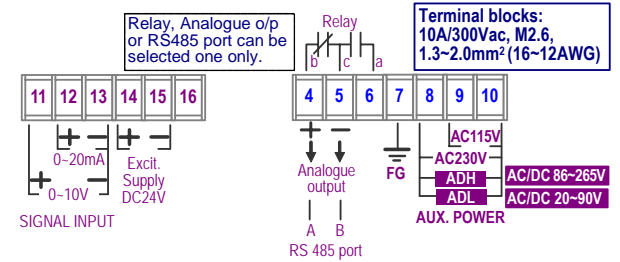 Relay, Analogue o/p
or RS485 port can be
selected one only.
Relay
b c a
Terminal blocks:
10A/300Vac, M2.6,
1.3~2.0mm² (16~12AWG)
11 12 13 14 15 16
4 5 6 7 8 9 10
+ − + −
0~20mA
+ −
0~10V
Excit.
Supply
DC24V
SIGNAL INPUT
+ −
Analogue
output
A B
RS 485 port
FG
AC115V
AC230V
ADH AC/DC 86~265V
ADL AC/DC 20~90V
AUX. POWER